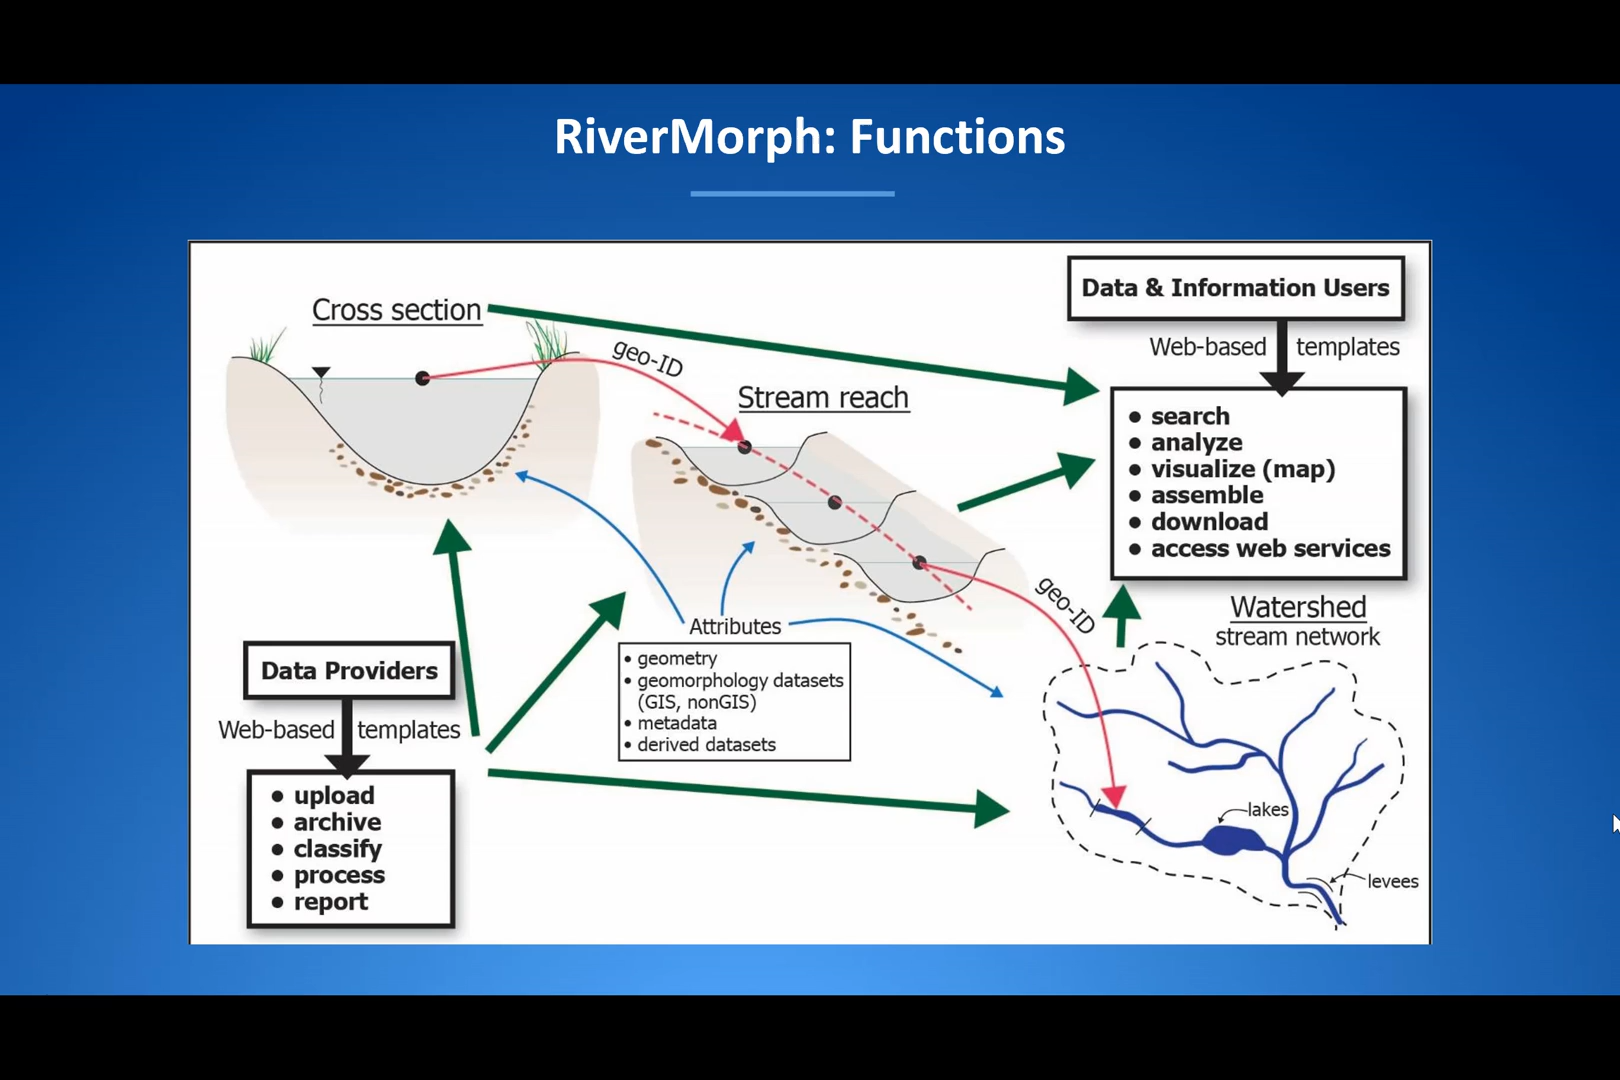 RiverMorph: Functions
Cross section
geo-ID
Stream reach
Data & Information Users
Web-based templates
• search
• analyze
• visualize (map)
• assemble
• download
• access web services
geo-ID
Watershed
stream network
Attributes
• geometry
• geomorphology datasets
(GIS, nonGIS)
• metadata
• derived datasets
Data Providers
Web-based templates
• upload
• archive
• classify
• process
• report
lakes
levees